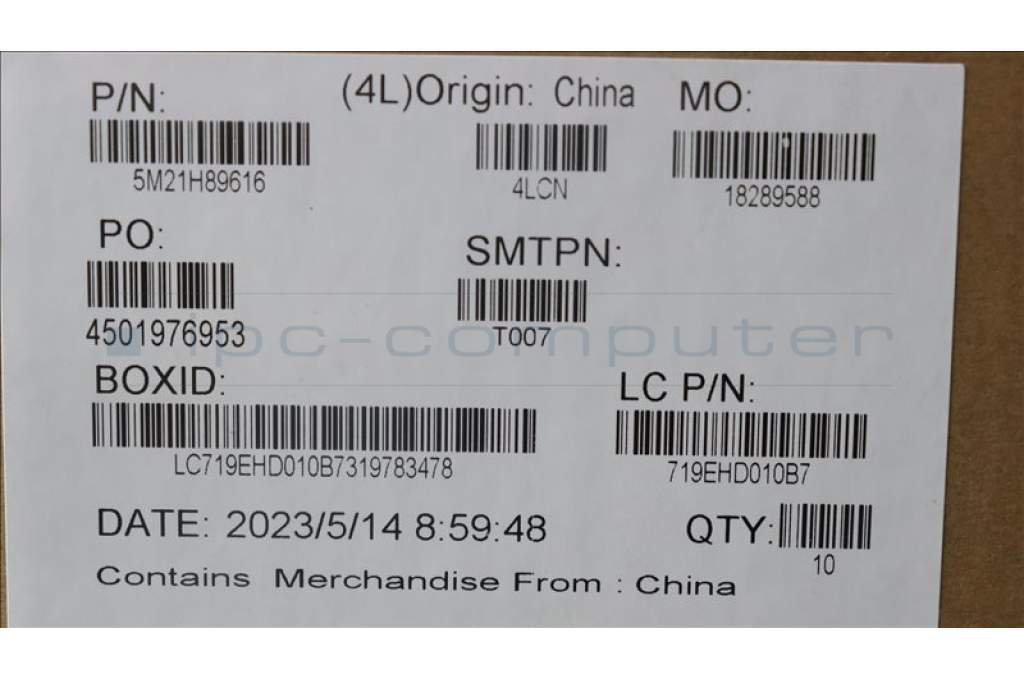 P/N: (4L)Origin: China MO:
5M21H89616 4LCN 18289588
PO: SMTPN:
4501976953 T007
ipc-computer
BOXID: LC P/N:
LC719EHD010B7319783478 719EHD010B7
DATE: 2023/5/14 8:59:48 QTY:
10
Contains Merchandise From : China